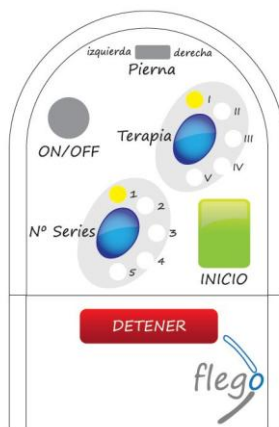 izquierda derecha
Pierna
I
II
III
IV
V
Terapia
ON/OFF
1
2
3
4
5
Nº Series
INICIO
DETENER
flego